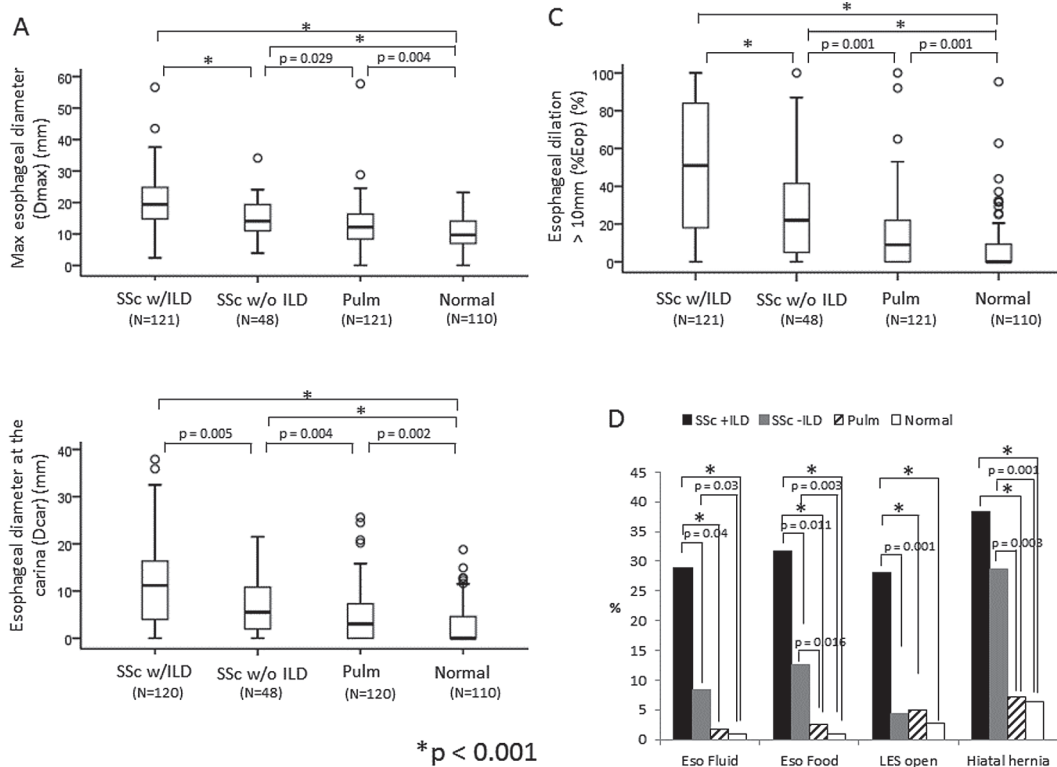 A
*
*
* p = 0.029 p = 0.004
Max esophageal diameter (Dmax) (mm)
60
50
40
30
20
10
0
SSc w/ILD SSc w/o ILD Pulm Normal
(N=121) (N=48) (N=121) (N=110)
C
*
*
* p = 0.001 p = 0.001
Esophageal dilation > 10mm (%Eop) (%)
100
80
60
40
20
0
SSc w/ILD SSc w/o ILD Pulm Normal
(N=121) (N=48) (N=121) (N=110)
*
*
p = 0.005 p = 0.004 p = 0.002
Esophageal diameter at the carina (Dcar) (mm)
40
30
20
10
0
SSc w/ILD SSc w/o ILD Pulm Normal
(N=120) (N=48) (N=120) (N=110)
*p < 0.001
D
SSc +ILD SSc -ILD Pulm Normal
45
40
35
30
25
20
15
10
5
0
%
* p = 0.03 * p = 0.04
* p = 0.003 * p = 0.011 p = 0.016
* * p = 0.001
* p = 0.001 * p = 0.003
Eso Fluid Eso Food LES open Hiatal hernia